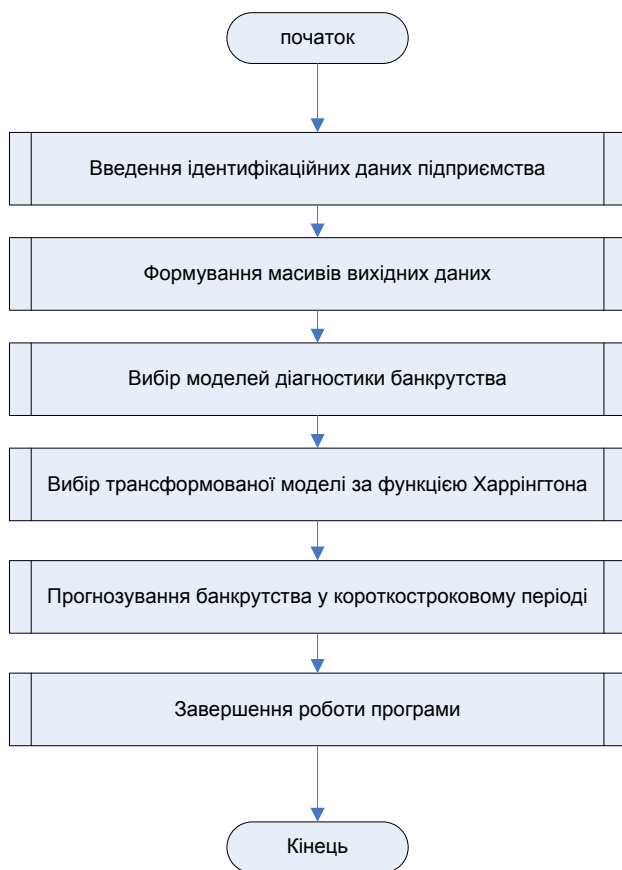 початок
Введення ідентифікаційних даних підприємства
Формування масивів вихідних даних
Вибір моделей діагностики банкрутства
Вибір трансформованої моделі за функцією Харрінгтона
Прогнозування банкрутства у короткостроковому періоді
Завершення роботи програми
Кінець